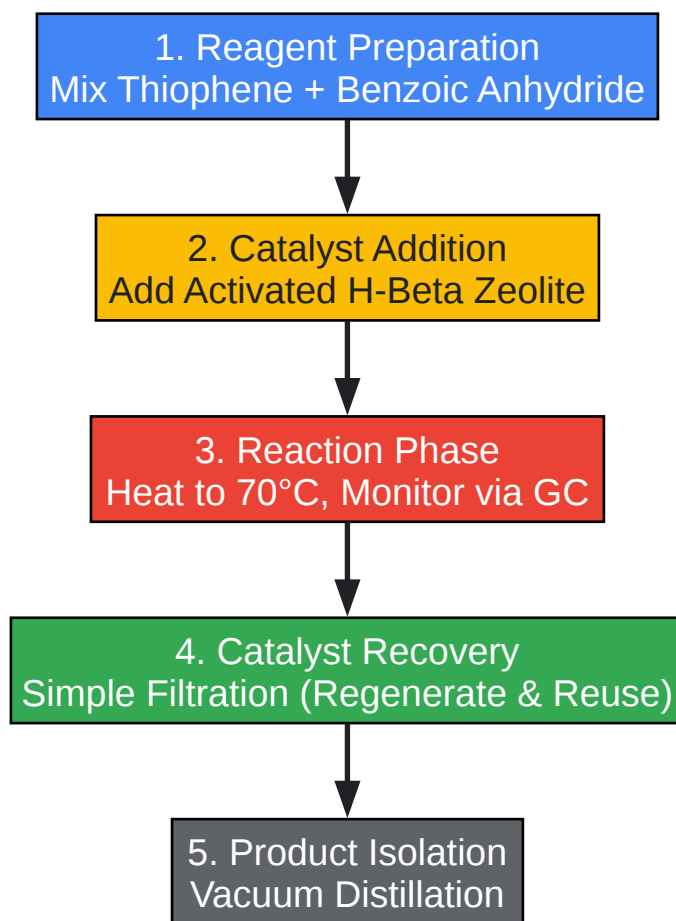 1. Reagent Preparation
Mix Thiophene + Benzoic Anhydride
2. Catalyst Addition
Add Activated H-Beta Zeolite
3. Reaction Phase
Heat to 70°C, Monitor via GC
4. Catalyst Recovery
Simple Filtration (Regenerate & Reuse)
5. Product Isolation
Vacuum Distillation